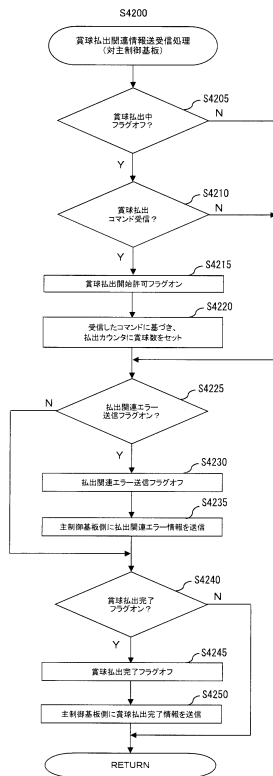 S4200
賞球払出関連情報送受信処理
(対主制御基板)
S4205
賞球払出中
フラグオフ?
N
Y
S4210
賞球払出
コマンド受信?
N
Y
S4215
賞球払出開始許可フラグオン
S4220
受信したコマンドに基づき、
払出カウンタに賞球数をセット
S4225
N
払出関連エラー
送信フラグオン?
Y
S4230
払出関連エラー送信フラグオフ
S4235
主制御基板側に払出関連エラー情報を送信
S4240
賞球払出完了
フラグオン?
N
Y
S4245
賞球払出完了フラグオフ
S4250
主制御基板側に賞球払出完了情報を送信
RETURN